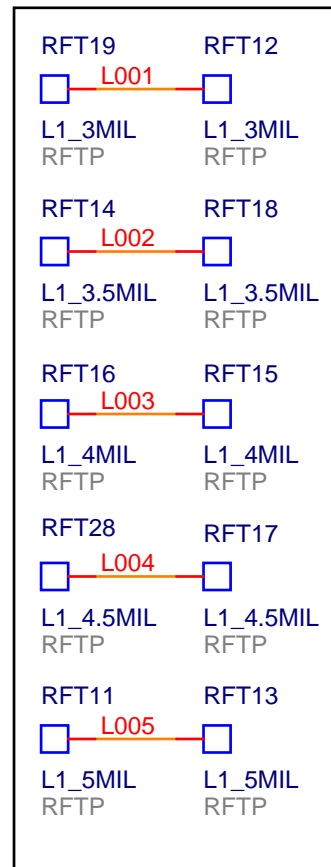 RFT19 RFT12
L001
L1_3MIL L1_3MIL
RFTP RFTP
RFT14 RFT18
L002
L1_3.5MIL L1_3.5MIL
RFTP RFTP
RFT16 RFT15
L003
L1_4MIL L1_4MIL
RFTP RFTP
RFT28 RFT17
L004
L1_4.5MIL L1_4.5MIL
RFTP RFTP
RFT11 RFT13
L005
L1_5MIL L1_5MIL
RFTP RFTP